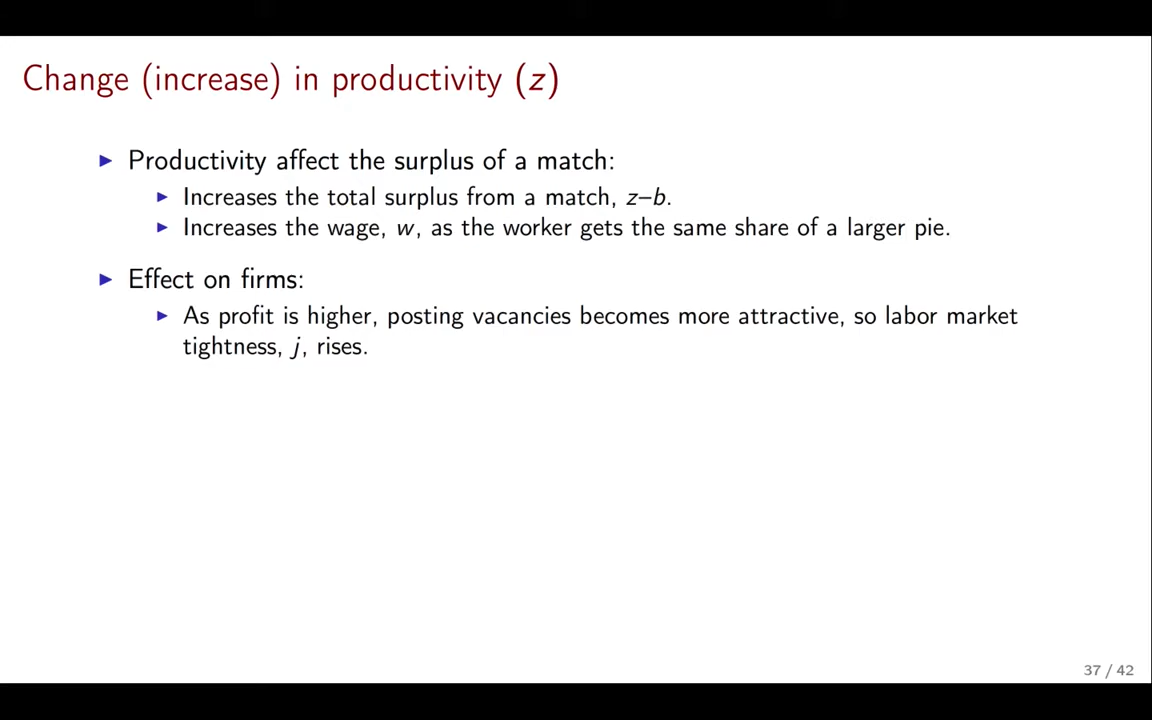 Change (increase) in productivity (z)
▶ Productivity affect the surplus of a match:
▶ Increases the total surplus from a match, z–b.
▶ Increases the wage, w, as the worker gets the same share of a larger pie.
▶ Effect on firms:
▶ As profit is higher, posting vacancies becomes more attractive, so labor market
tightness, j, rises.
37 / 42